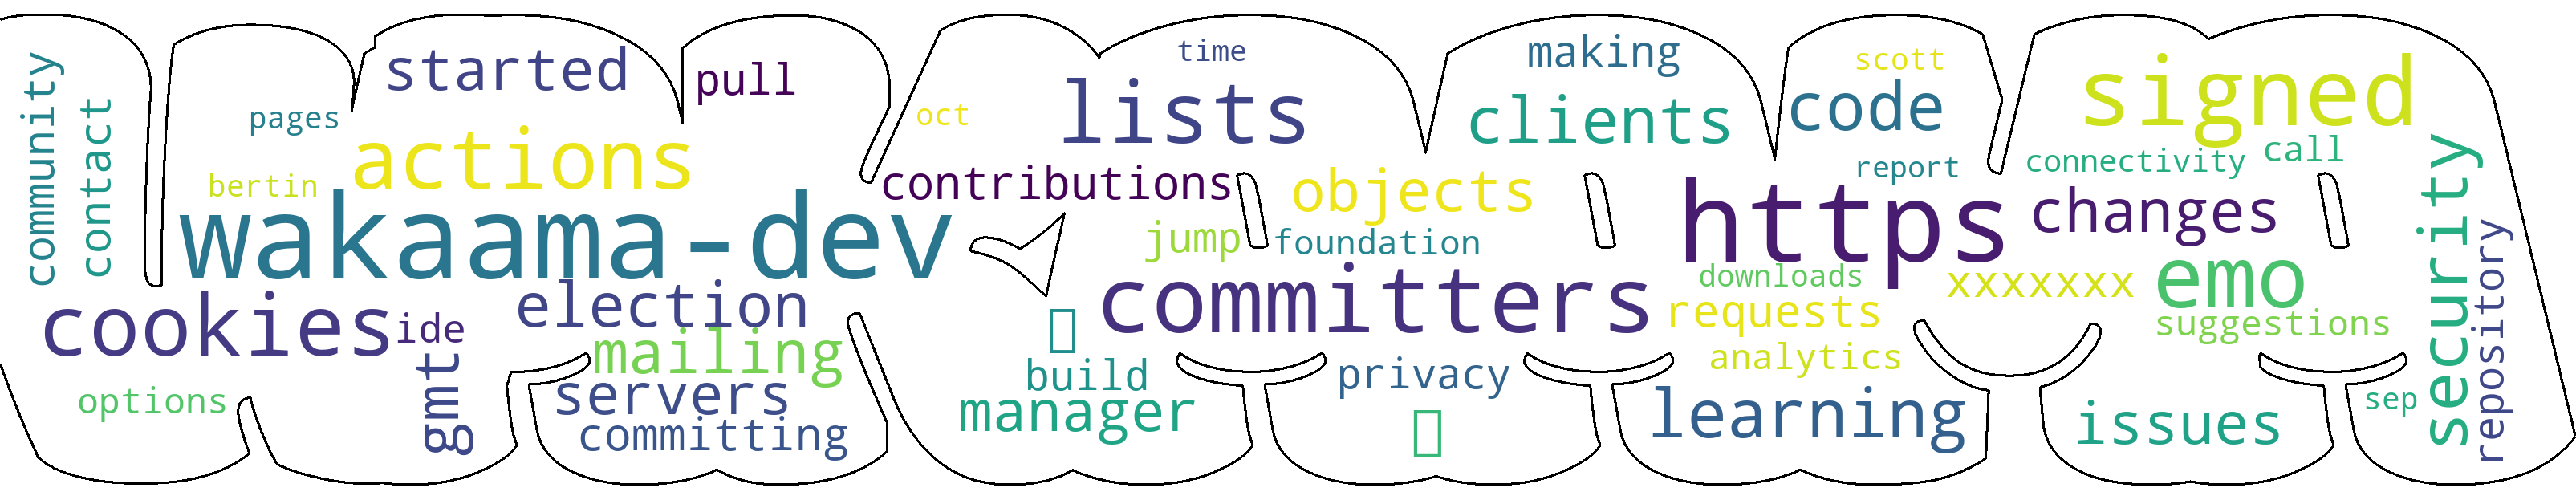 community
contact
pages
bertin
started
actions
pull
wakaama-dev
cookies
ide
options
gmt
election
mailing
servers
committing
oct
time
lists
contributions
objects
jump
foundation
committers
build
manager
privacy
making
clients
scott
code
report
https
downloads
requests
analytics
learning
signed
connectivity
call
changes
xxxxxxx
emo
suggestions
issues
sep
security
repository